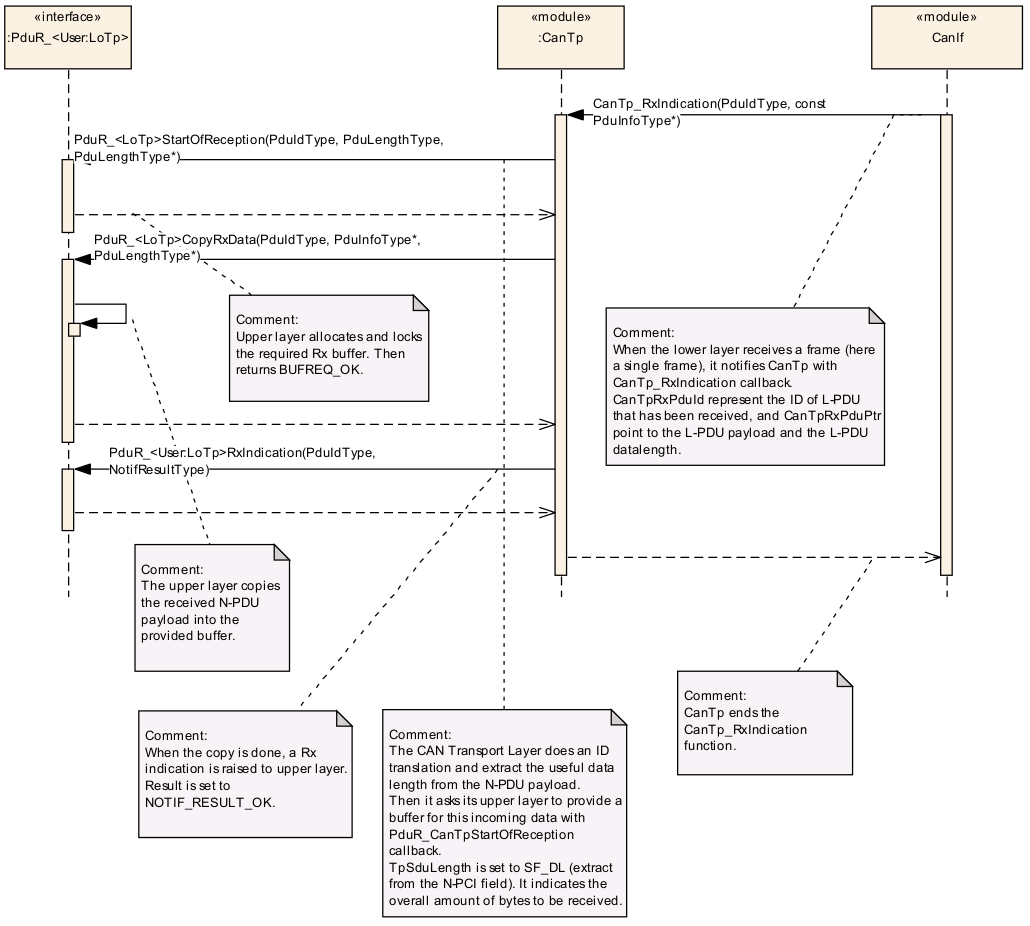 «interface»
:PduR_<User:LoTp>
«module»
:CanTp
«module»
CanIf
CanTp_RxIndication(PduIdType, const
PduInfoType*)
PduR_<LoTp>StartOfReception(PduIdType, PduLengthType,
PduLengthType*)
PduR_<LoTp>CopyRxData(PduIdType, PduInfoType*,
PduLengthType*)
Comment:
Upper layer allocates and locks
the required Rx buffer. Then
returns BUFREQ_OK.
Comment:
When the lower layer receives a frame (here
a single frame), it notifies CanTp with
CanTp_RxIndication callback.
CanTpRxPduId represent the ID of L-PDU
that has been received, and CanTpRxPduPtr
point to the L-PDU payload and the L-PDU
datalength.
PduR_<User:LoTp>RxIndication(PduIdType,
NotifResultType)
Comment:
The upper layer copies
the received N-PDU
payload into the
provided buffer.
Comment:
When the copy is done, a Rx
indication is raised to upper layer.
Result is set to
NOTIF_RESULT_OK.
Comment:
The CAN Transport Layer does an ID
translation and extract the useful data
length from the N-PDU payload.
Then it asks its upper layer to provide a
buffer for this incoming data with
PduR_CanTpStartOfReception
callback.
TpSduLength is set to SF_DL (extract
from the N-PCI field). It indicates the
overall amount of bytes to be received.
Comment:
CanTp ends the
CanTp_RxIndication
function.